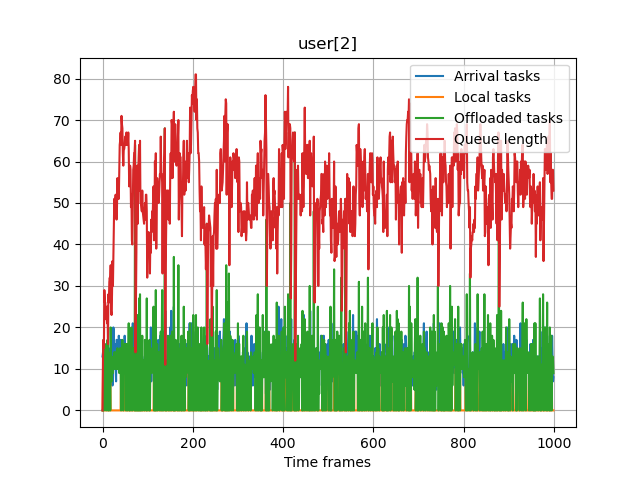 user[2]
Arrival tasks
Local tasks
Offloaded tasks
Queue length
80
70
60
50
40
30
20
10
0
0 200 400 600 800 1000
Time frames